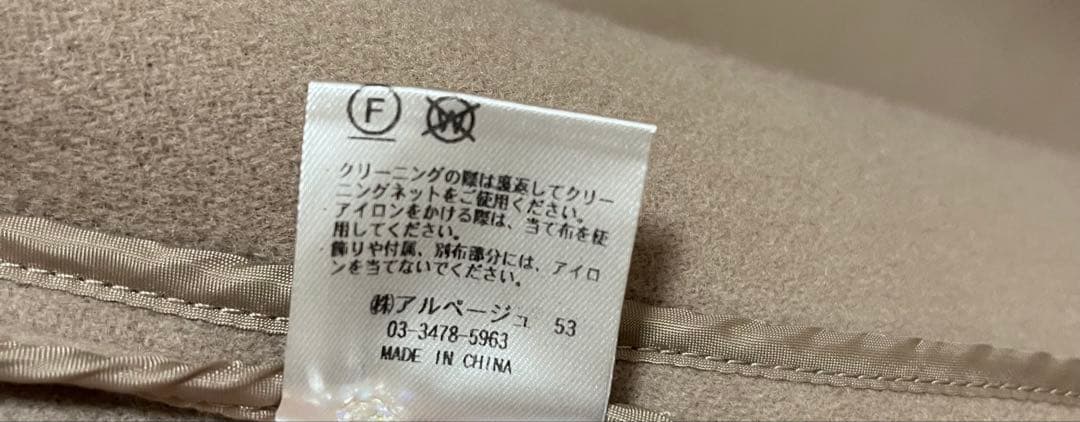 F W
・クリーニングの際は裏返してクリー
ニングネットをご使用ください。
・アイロンをかける際は、当て布を使
用してください。
・飾りや付属、別布部分には、アイロ
ンを当てないでください。
㈱アルページュ 53
03-3478-5963
MADE IN CHINA